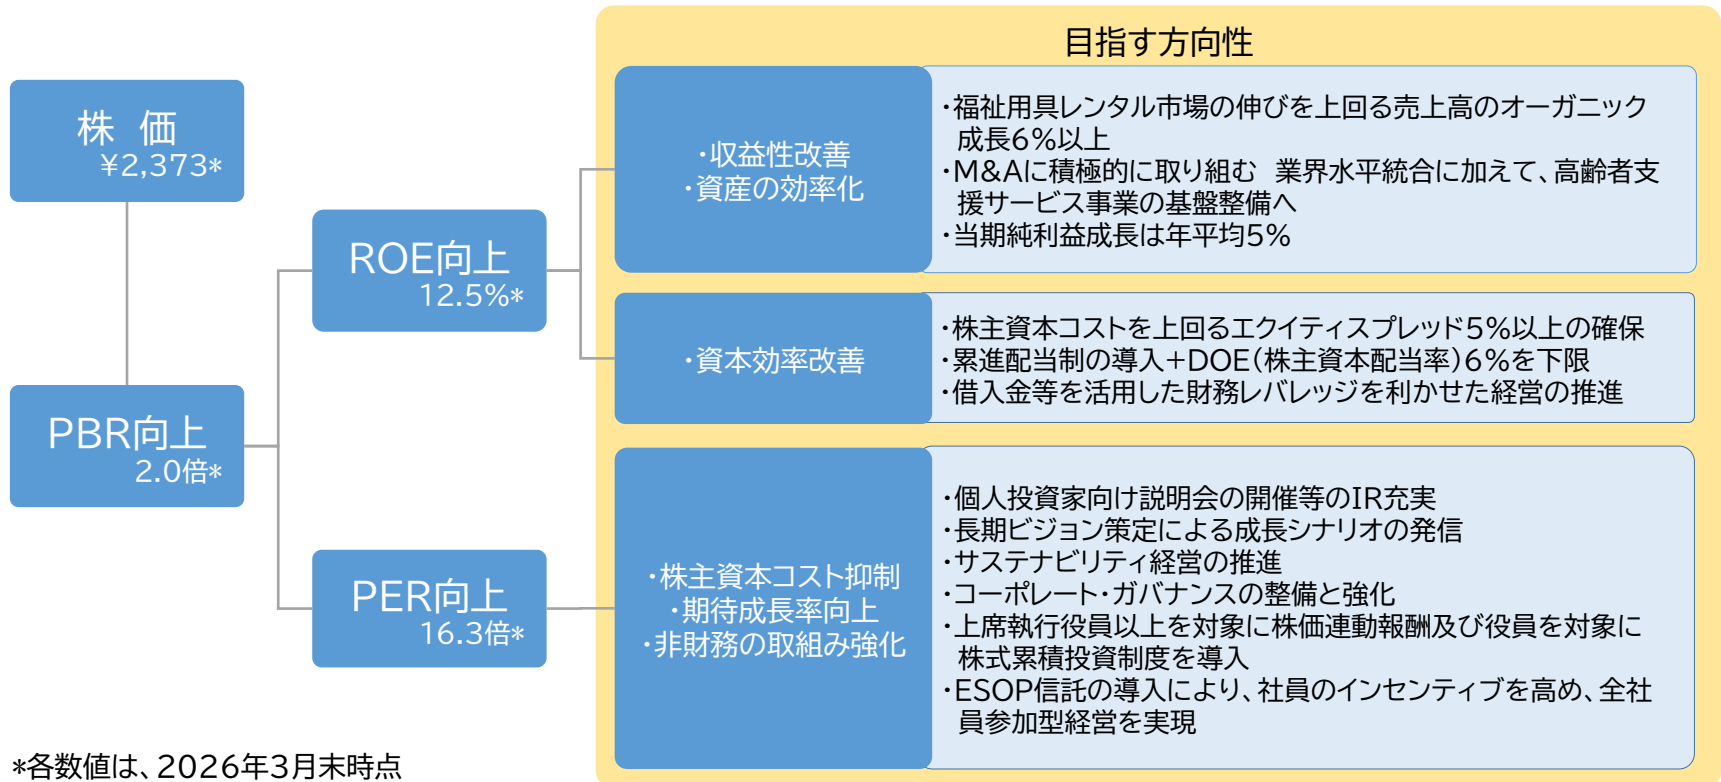 目指す方向性
株 価
¥2,373*
PBR向上
2.0倍*
ROE向上
12.5%*
PER向上
16.3倍*
・収益性改善
・資産の効率化
・福祉用具レンタル市場の伸びを上回る売上高のオーガニック
成長6%以上
・M&Aに積極的に取り組む 業界水平統合に加えて、高齢者支
援サービス事業の基盤整備へ
・当期純利益成長は年平均5%
・資本効率改善
・株主資本コストを上回るエクイティスプレッド5%以上の確保
・累進配当制の導入+DOE(株主資本配当率)6%を下限
・借入金等を活用した財務レバレッジを利かせた経営の推進
・株主資本コスト抑制
・期待成長率向上
・非財務の取組み強化
・個人投資家向け説明会の開催等のIR充実
・長期ビジョン策定による成長シナリオの発信
・サステナビリティ経営の推進
・コーポレート・ガバナンスの整備と強化
・上席執行役員以上を対象に株価連動報酬及び役員を対象に
株式累積投資制度を導入
・ESOP信託の導入により、社員のインセンティブを高め、全社
員参加型経営を実現
*各数値は、2026年3月末時点